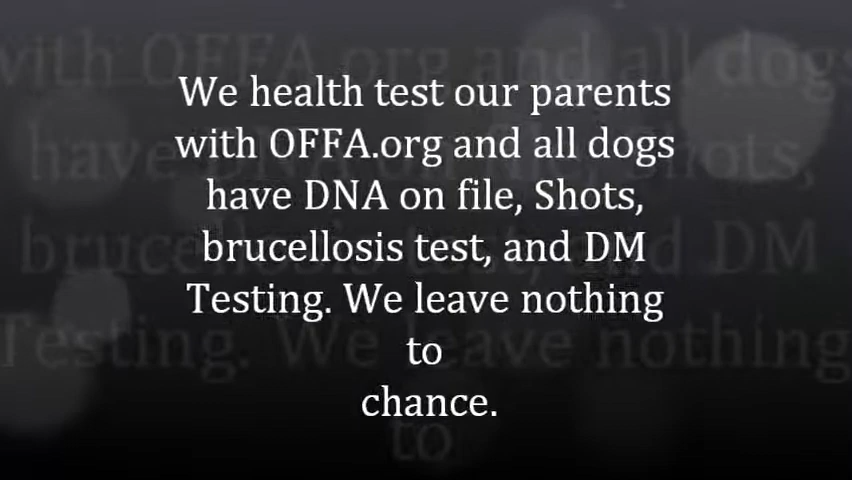 We health test our parents
with OFFA.org and all dogs
have DNA on file, Shots,
brucellosis test, and DM
Testing. We leave nothing
to
chance.